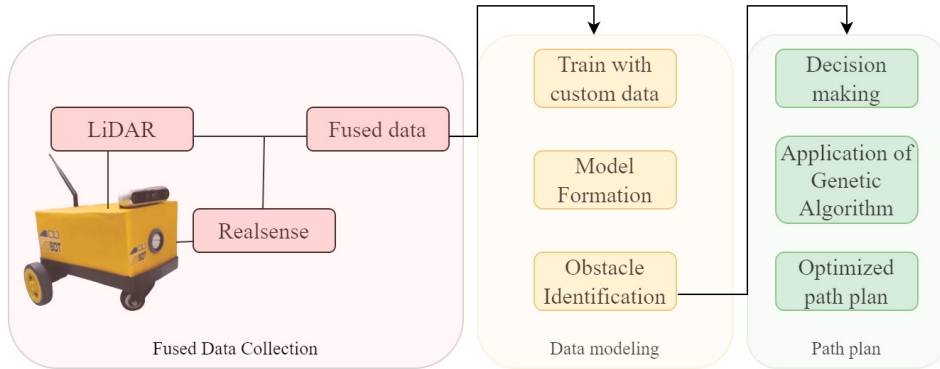 LiDAR
Fused data
Realsense
BOT
Fused Data Collection
Train with
custom data
Model
Formation
Obstacle
Identification
Data modeling
Decision
making
Application of
Genetic
Algorithm
Optimized
path plan
Path plan